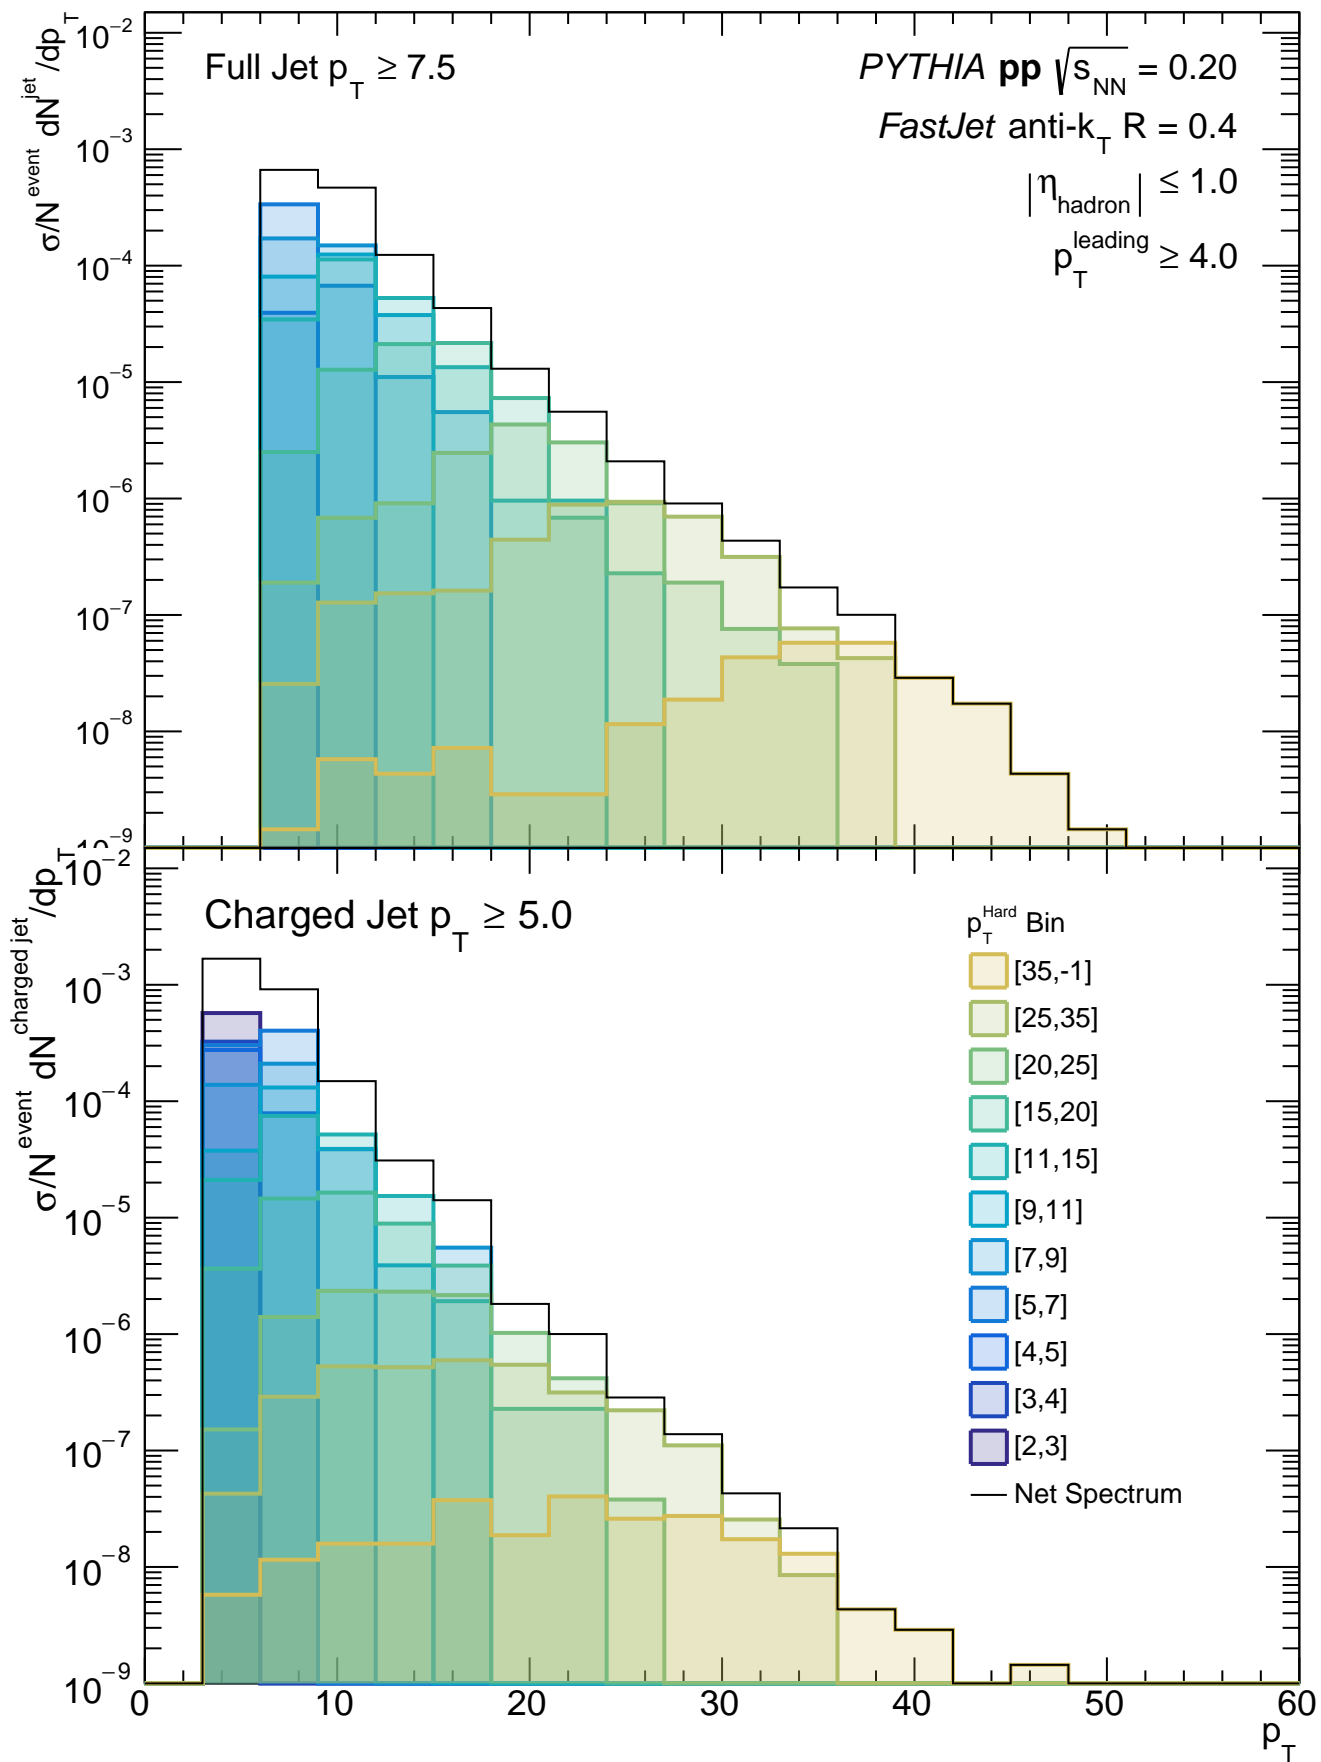 σ/N^event dN^jet/dp_T
10^−2
10^−3
10^−4
10^−5
10^−6
10^−7
10^−8
10^−9
Full Jet p_T ≥ 7.5
PYTHIA pp √s_NN = 0.20
FastJet anti-k_T R = 0.4
|η_hadron| ≤ 1.0
p_T^leading ≥ 4.0
σ/N^event dN^charged jet/dp_T
10^−2
10^−3
10^−4
10^−5
10^−6
10^−7
10^−8
10^−9
Charged Jet p_T ≥ 5.0
p_T^Hard Bin
[35,-1]
[25,35]
[20,25]
[15,20]
[11,15]
[9,11]
[7,9]
[5,7]
[4,5]
[3,4]
[2,3]
Net Spectrum
0 10 20 30 40 50 60
p_T